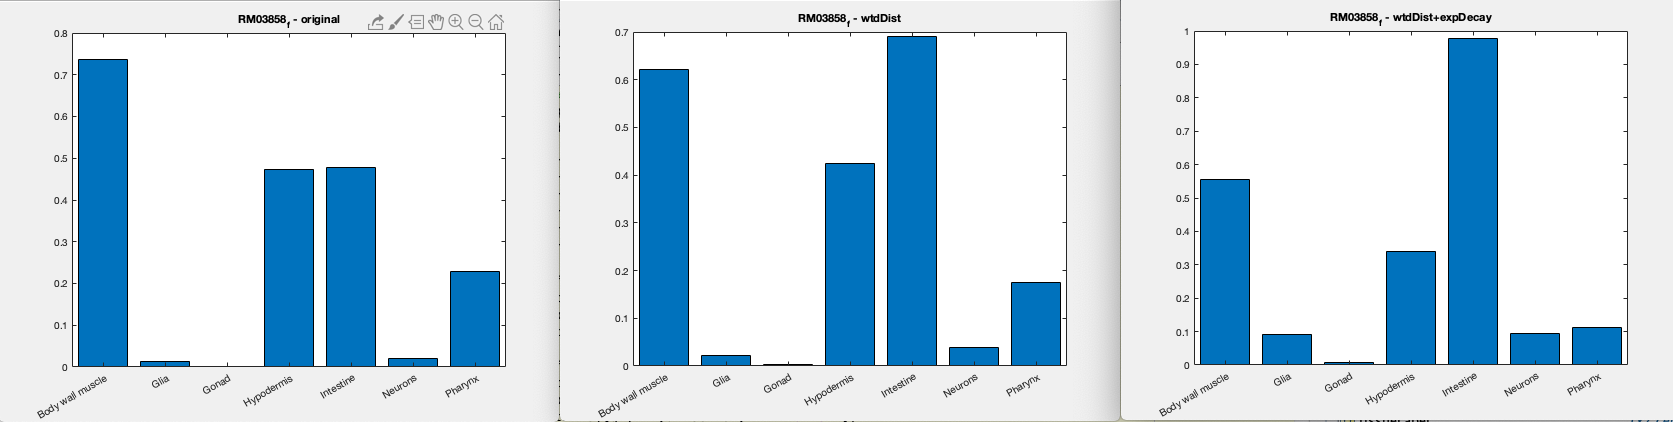 RM03858f - original
0.8
0.7
0.6
0.5
0.4
0.3
0.2
0.1
0
Body wall muscle
Glia
Gonad
Hypodermis
Intestine
Neurons
Pharynx
RM03858f - wtdDist
0.7
0.6
0.5
0.4
0.3
0.2
0.1
0
Body wall muscle
Glia
Gonad
Hypodermis
Intestine
Neurons
Pharynx
RM03858f - wtdDist+expDecay
1
0.9
0.8
0.7
0.6
0.5
0.4
0.3
0.2
0.1
0
Body wall muscle
Glia
Gonad
Hypodermis
Intestine
Neurons
Pharynx